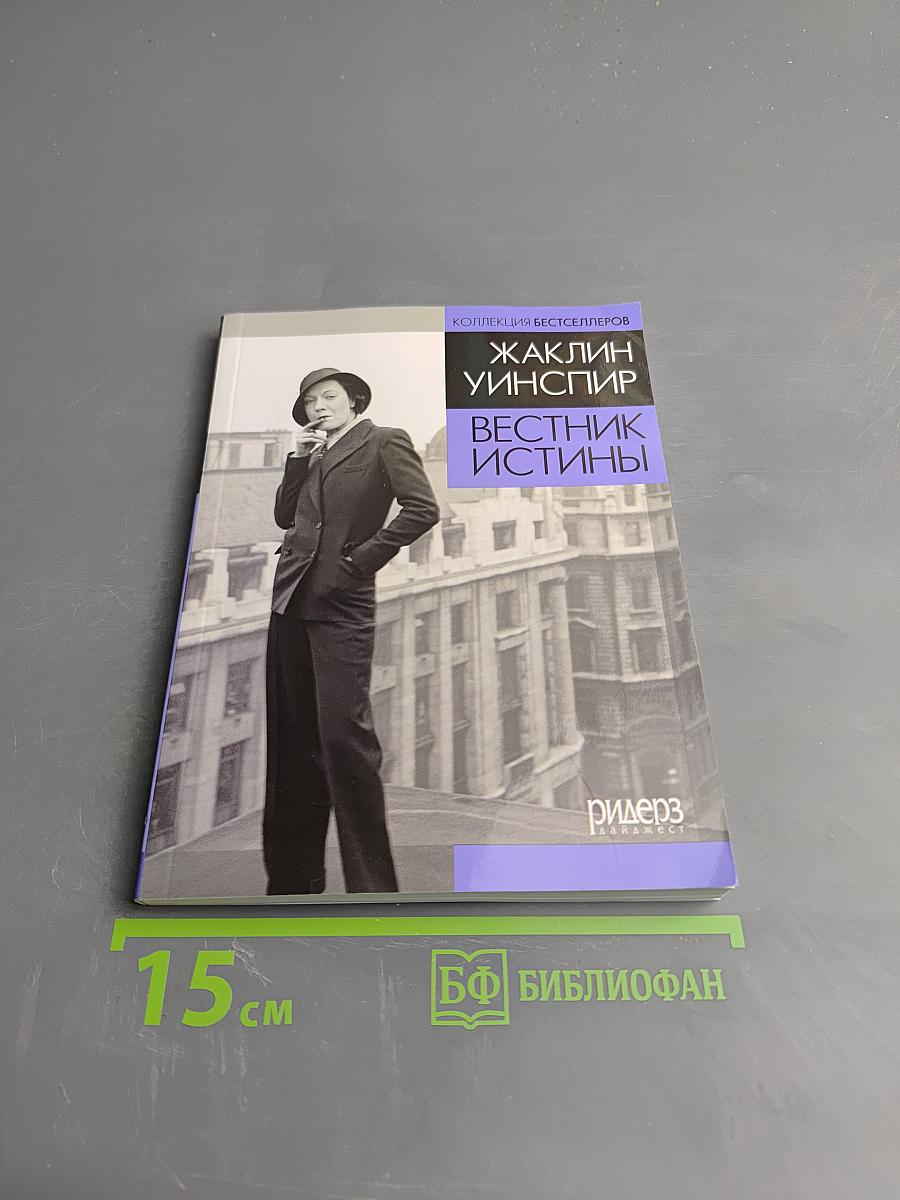 КОЛЛЕКЦИЯ БЕСТСЕЛЛЕРОВ
ЖАКЛИН
УИНСПИР
ВЕСТНИК
ИСТИНЫ
ридерз
дайджест
15 см
БФ БИБЛИОФАН